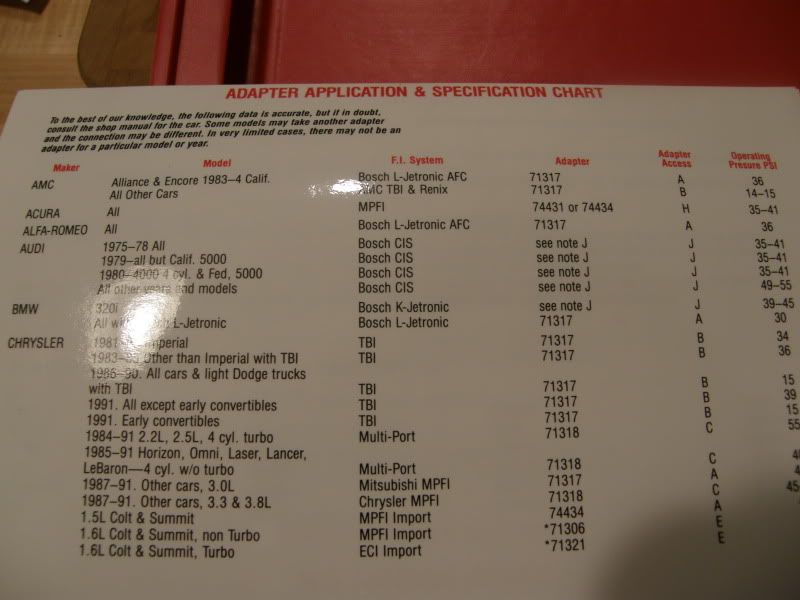 ADAPTER APPLICATION & SPECIFICATION CHART
To the best of our knowledge, the following data is accurate, but if in doubt,
consult the shop manual for the car. Some models may take another adapter
and the connection may be different. In very limited cases, there may not be an
adapter for a particular model or year.
Maker Model F.I. System Adapter Adapter Access Operating Presure PSI
AMC Alliance & Encore 1983–4 Calif. Bosch L-Jetronic AFC 71317 A 36
All Other Cars AMC TBI & Renix 71317 B 14–15
ACURA All MPFI 74431 or 74434 H 35–41
ALFA-ROMEO All Bosch L-Jetronic AFC 71317 A 36
AUDI 1975–78 All Bosch CIS see note J J 35–41
1979–all but Calif. 5000 Bosch CIS see note J J 35–41
1980–4000 4 cyl. & Fed, 5000 Bosch CIS see note J J 35–41
All other years and models Bosch CIS see note J J 49–55
BMW 320i Bosch K-Jetronic see note J J 39–45
All L-Jetronic Bosch L-Jetronic 71317 A 30
CHRYSLER Imperial TBI 71317 B 34
Other than Imperial with TBI TBI 71317 B 36
1986–90. All cars & light Dodge trucks
with TBI TBI 71317 B 15
1991. All except early convertibles TBI 71317 B 39
1991. Early convertibles TBI 71317 B 15
1984–91 2.2L, 2.5L, 4 cyl. turbo Multi-Port 71318 C 55
1985–91 Horizon, Omni, Laser, Lancer,
LeBaron—4 cyl. w/o turbo Multi-Port 71318 C
1987–91. Other cars, 3.0L Mitsubishi MPFI 71317 A
1987–91. Other cars, 3.3 & 3.8L Chrysler MPFI 71318 C 45
1.5L Colt & Summit MPFI Import 74434 A
1.6L Colt & Summit, non Turbo MPFI Import *71306 E
1.6L Colt & Summit, Turbo ECI Import *71321 E